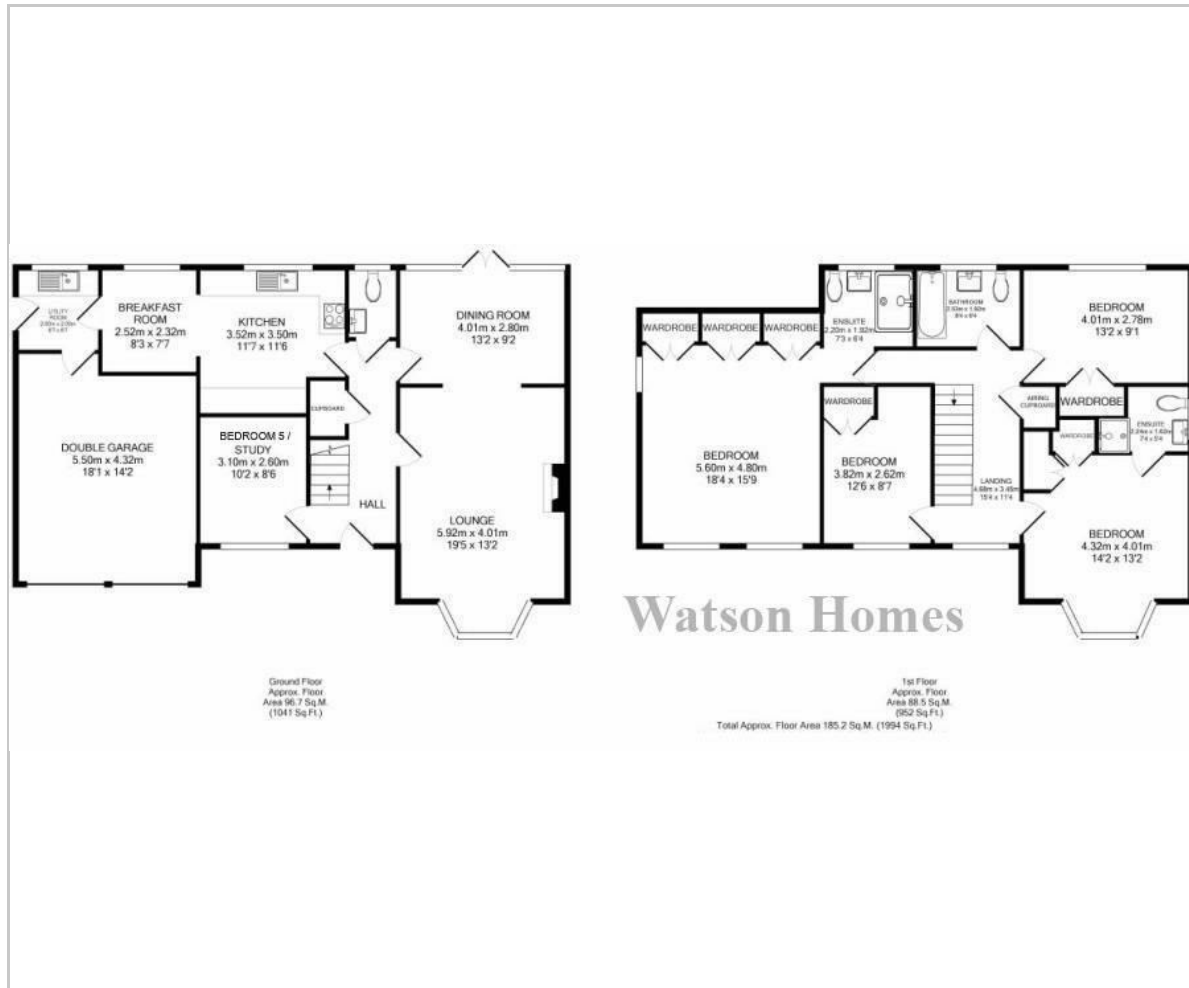 UTILITY
ROOM
BREAKFAST
ROOM
2.52m x 2.32m
8'3 x 7'7
KITCHEN
3.52m x 3.50m
11'7 x 11'6
DINING ROOM
4.01m x 2.80m
13'2 x 9'2
CUPBOARD
DOUBLE GARAGE
5.50m x 4.32m
18'1 x 14'2
BEDROOM 5 /
STUDY
3.10m x 2.60m
10'2 x 8'6
HALL
LOUNGE
5.92m x 4.01m
19'5 x 13'2
Ground Floor
Approx. Floor
Area 96.7 Sq.M.
(1041 Sq.Ft.)
WARDROBE
WARDROBE
WARDROBE
ENSUITE
2.20m x 1.92m
7'3 x 6'4
BATHROOM
BEDROOM
4.01m x 2.78m
13'2 x 9'1
WARDROBE
AIRING
CUPBOARD
WARDROBE
WARDROBE
ENSUITE
BEDROOM
5.60m x 4.80m
18'4 x 15'9
BEDROOM
3.82m x 2.62m
12'6 x 8'7
LANDING
4.68m x 3.45m
15'4 x 11'4
BEDROOM
4.32m x 4.01m
14'2 x 13'2
Watson Homes
1st Floor
Approx. Floor
Area 88.5 Sq.M.
(952 Sq.Ft.)
Total Approx. Floor Area 185.2 Sq.M. (1994 Sq.Ft.)